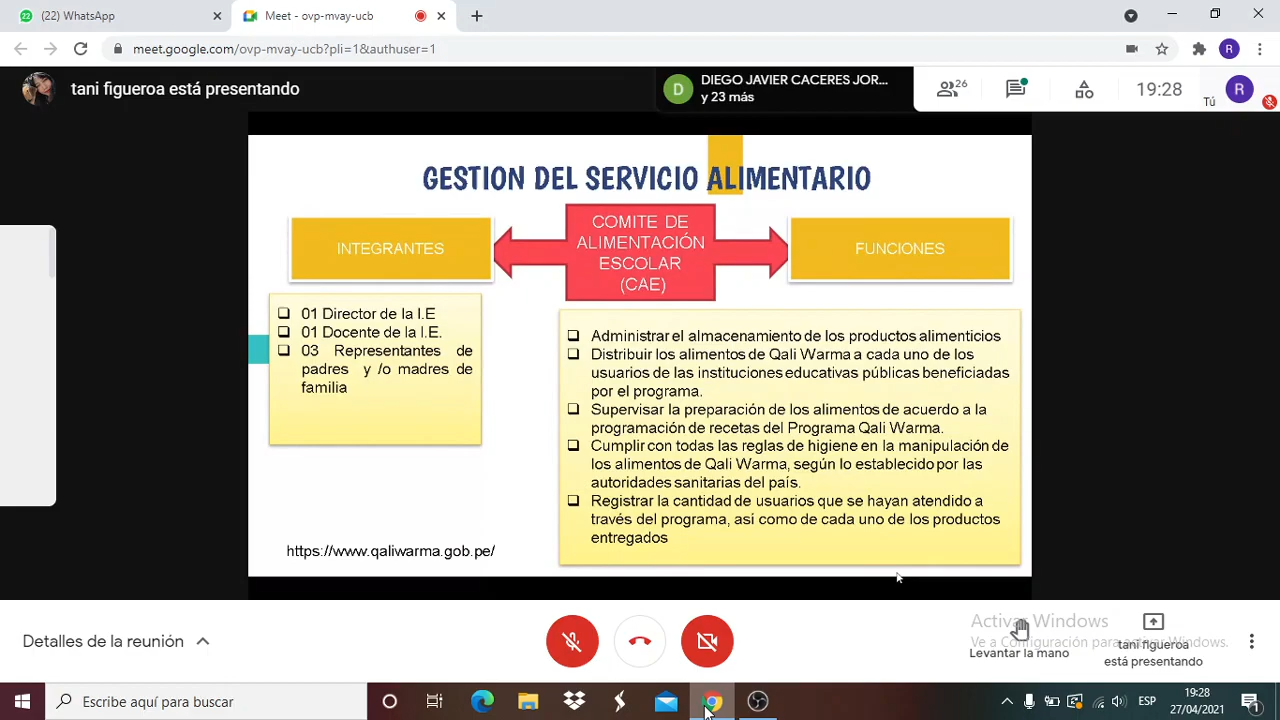 (22) WhatsApp
Meet - ovp-mvay-ucb
meet.google.com/ovp-mvay-ucb?pli=1&authuser=1
R
tani figueroa está presentando
D
DIEGO JAVIER CACERES JOR...
y 23 más
26
19:28
Tú
R
GESTION DEL SERVICIO ALIMENTARIO
INTEGRANTES
COMITE DE
ALIMENTACIÓN
ESCOLAR
(CAE)
FUNCIONES
01 Director de la I.E
01 Docente de la I.E.
03 Representantes de
padres y /o madres de
familia
Administrar el almacenamiento de los productos alimenticios
Distribuir los alimentos de Qali Warma a cada uno de los
usuarios de las instituciones educativas públicas beneficiadas
por el programa.
Supervisar la preparación de los alimentos de acuerdo a la
programación de recetas del Programa Qali Warma.
Cumplir con todas las reglas de higiene en la manipulación de
los alimentos de Qali Warma, según lo establecido por las
autoridades sanitarias del país.
Registrar la cantidad de usuarios que se hayan atendido a
través del programa, así como de cada uno de los productos
entregados
https://www.qaliwarma.gob.pe/
Detalles de la reunión
Activar Windows
Ve a Configuración para activar Windows.
Levantar la mano
tani figueroa
está presentando
Escribe aquí para buscar
ESP
19:28
27/04/2021
1